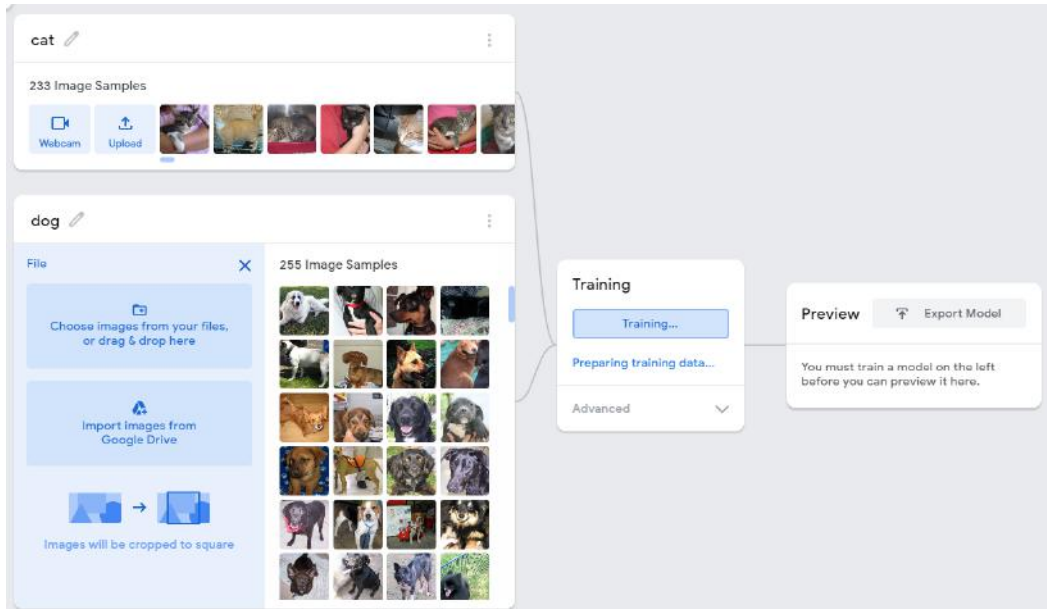 cat
233 Image Samples
Webcam
Upload
dog
File
Choose images from your files,
or drag & drop here
Import images from
Google Drive
Images will be cropped to square
255 Image Samples
Training
Training...
Preparing training data...
Advanced
Preview
Export Model
You must train a model on the left
before you can preview it here.